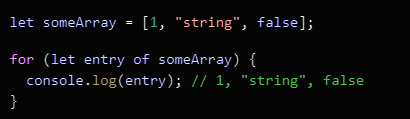 let someArray = [1, "string", false];
for (let entry of someArray) {
  console.log(entry); // 1, "string", false
}